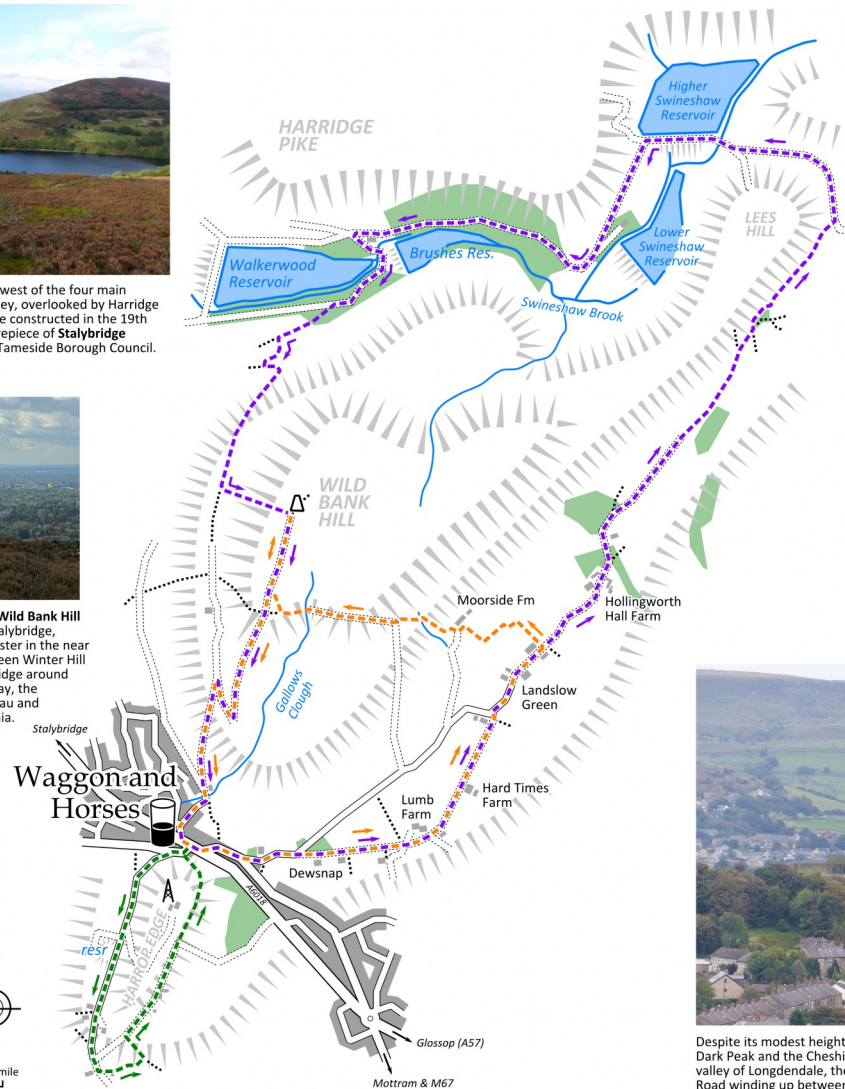 HARRIDGE
PIKE
Higher
Swineshaw
Reservoir
LEES
HILL
Lower
Swineshaw
Reservoir
Walkerwood
Reservoir
Brushes Res.
Swineshaw Brook
west of the four main
ey, overlooked by Harridge
e constructed in the 19th
repiece of Stalybridge
Tameside Borough Council.
WILD
BANK
HILL
Wild Bank Hill
alybridge,
ster in the near
een Winter Hill
idge around
ay, the
au and
nia.
Moorside Fm
Hollingworth
Hall Farm
Landslow
Green
Gallows
Clough
Stalybridge
Waggon and
Horses
Lumb
Farm
Hard Times
Farm
Dewsnap
A6018
HARROP EDGE
resr
mile
Glossop (A57)
Mottram & M67
Despite its modest height
Dark Peak and the Cheshi
valley of Longdendale, the
Road winding up between